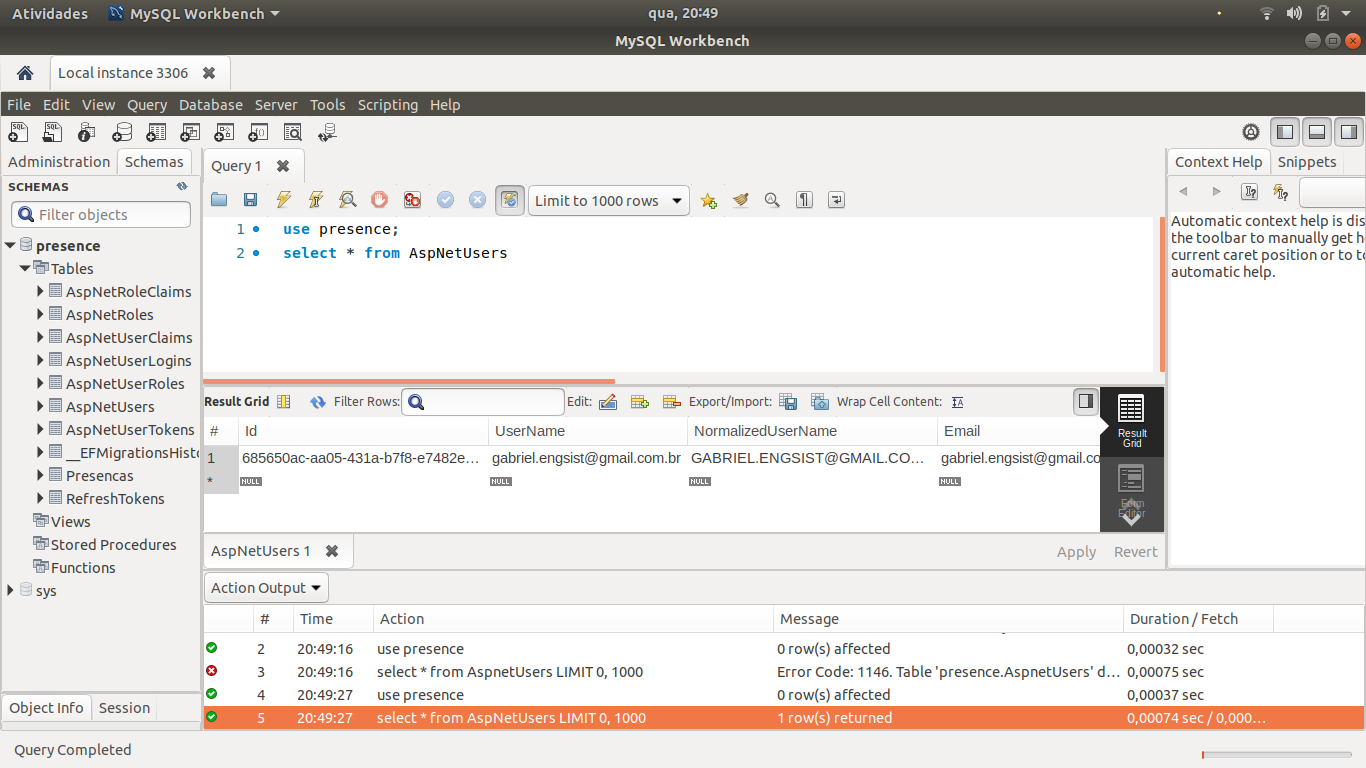 Atividades MySQL Workbench qua, 20:49
MySQL Workbench
Local instance 3306
File Edit View Query Database Server Tools Scripting Help
Administration Schemas
SCHEMAS
Filter objects
presence
Tables
AspNetRoleClaims
AspNetRoles
AspNetUserClaims
AspNetUserLogins
AspNetUserRoles
AspNetUsers
AspNetUserTokens
__EFMigrationsHisto
Presencas
RefreshTokens
Views
Stored Procedures
Functions
sys
Object Info Session
Query 1
Limit to 1000 rows
1 use presence;
2 select * from AspNetUsers
Result Grid Filter Rows: Edit: Export/Import: Wrap Cell Content:
# Id UserName NormalizedUserName Email
1 685650ac-aa05-431a-b7f8-e7482e... gabriel.engsist@gmail.com.br GABRIEL.ENGSIST@GMAIL.CO... gabriel.engsist@gmail.co
* NULL NULL NULL NULL
Result
Grid
Form
Editor
AspNetUsers 1 Apply Revert
Context Help Snippets
Automatic context help is dis
the toolbar to manually get h
current caret position or to to
automatic help.
Action Output
# Time Action Message Duration / Fetch
2 20:49:16 use presence 0 row(s) affected 0,00032 sec
3 20:49:16 select * from AspnetUsers LIMIT 0, 1000 Error Code: 1146. Table 'presence.AspnetUsers' d... 0,00075 sec
4 20:49:27 use presence 0 row(s) affected 0,00037 sec
5 20:49:27 select * from AspNetUsers LIMIT 0, 1000 1 row(s) returned 0,00074 sec / 0,000...
Query Completed